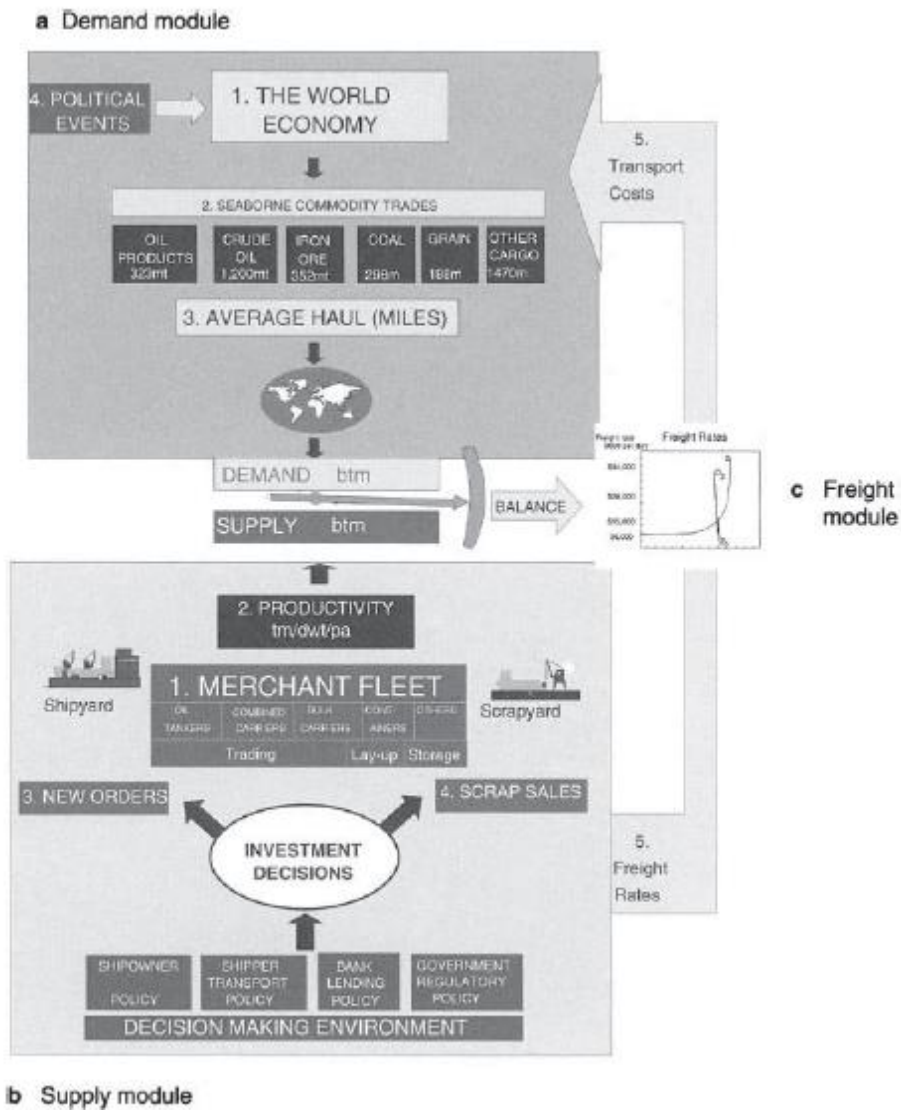 a Demand module
4. POLITICAL
EVENTS
1. THE WORLD
ECONOMY
5.
Transport
Costs
2. SEABORNE COMMODITY TRADES
OIL
PRODUCTS
323mt
CRUDE
OIL
1,200mt
IRON
ORE
352mt
COAL
GRAIN
OTHER
CARGO
1470m
3. AVERAGE HAUL (MILES)
DEMAND btm
SUPPLY btm
BALANCE
Freight Rates
c Freight
module
2. PRODUCTIVITY
tm/dwt/pa
Shipyard
1. MERCHANT FLEET
OIL
TANKERS
COMBINED
CARRIERS
BULK
CARRIERS
CONT
AINERS
OTHERS
Trading
Lay-up
Storage
Scrapyard
3. NEW ORDERS
4. SCRAP SALES
INVESTMENT
DECISIONS
5.
Freight
Rates
SHIPOWNER
POLICY
SHIPPER
TRANSPORT
POLICY
BANK
LENDING
POLICY
GOVERNMENT
REGULATORY
POLICY
DECISION MAKING ENVIRONMENT
b Supply module